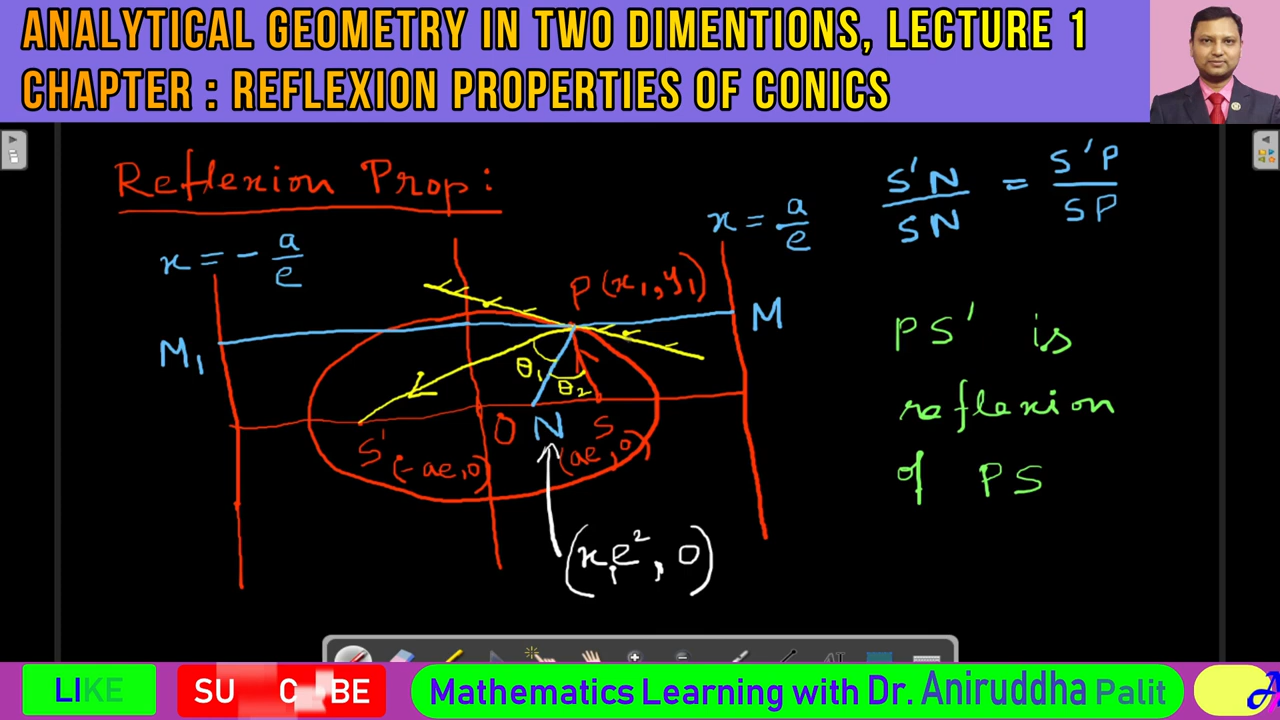 ANALYTICAL GEOMETRY IN TWO DIMENTIONS, LECTURE 1
CHAPTER : REFLEXION PROPERTIES OF CONICS
Reflexion Prop :
S'N/SN = S'P/SP
x = - a/e
x = a/e
P(x₁, y₁)
M₁
M
θ₁
θ₂
PS' is
reflexion
of PS
S' (-ae, 0)
O
N
S (ae, 0)
(x₁e², 0)
LIKE
SU C BE
Mathematics Learning with Dr. Aniruddha Palit